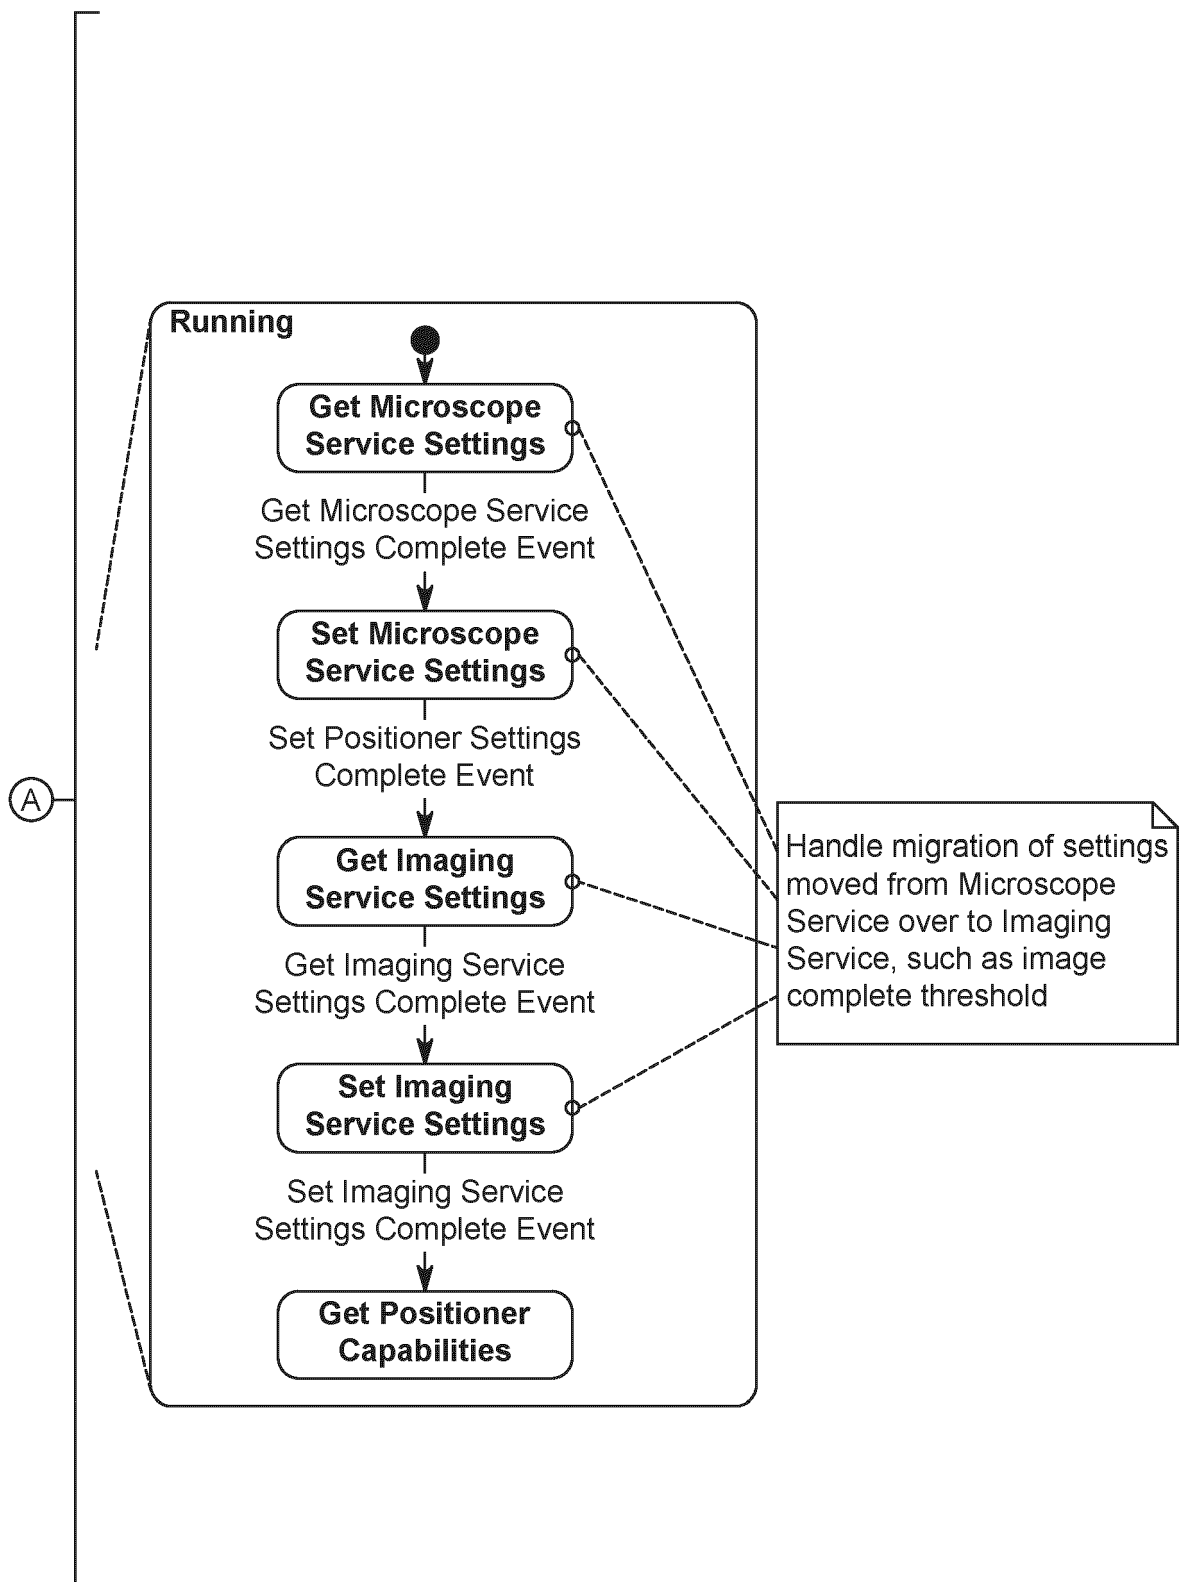 Running
Get Microscope
Service Settings
Get Microscope Service
Settings Complete Event
Set Microscope
Service Settings
Set Positioner Settings
Complete Event
A
Get Imaging
Service Settings
Get Imaging Service
Settings Complete Event
Set Imaging
Service Settings
Set Imaging Service
Settings Complete Event
Get Positioner
Capabilities
Handle migration of settings
moved from Microscope
Service over to Imaging
Service, such as image
complete threshold